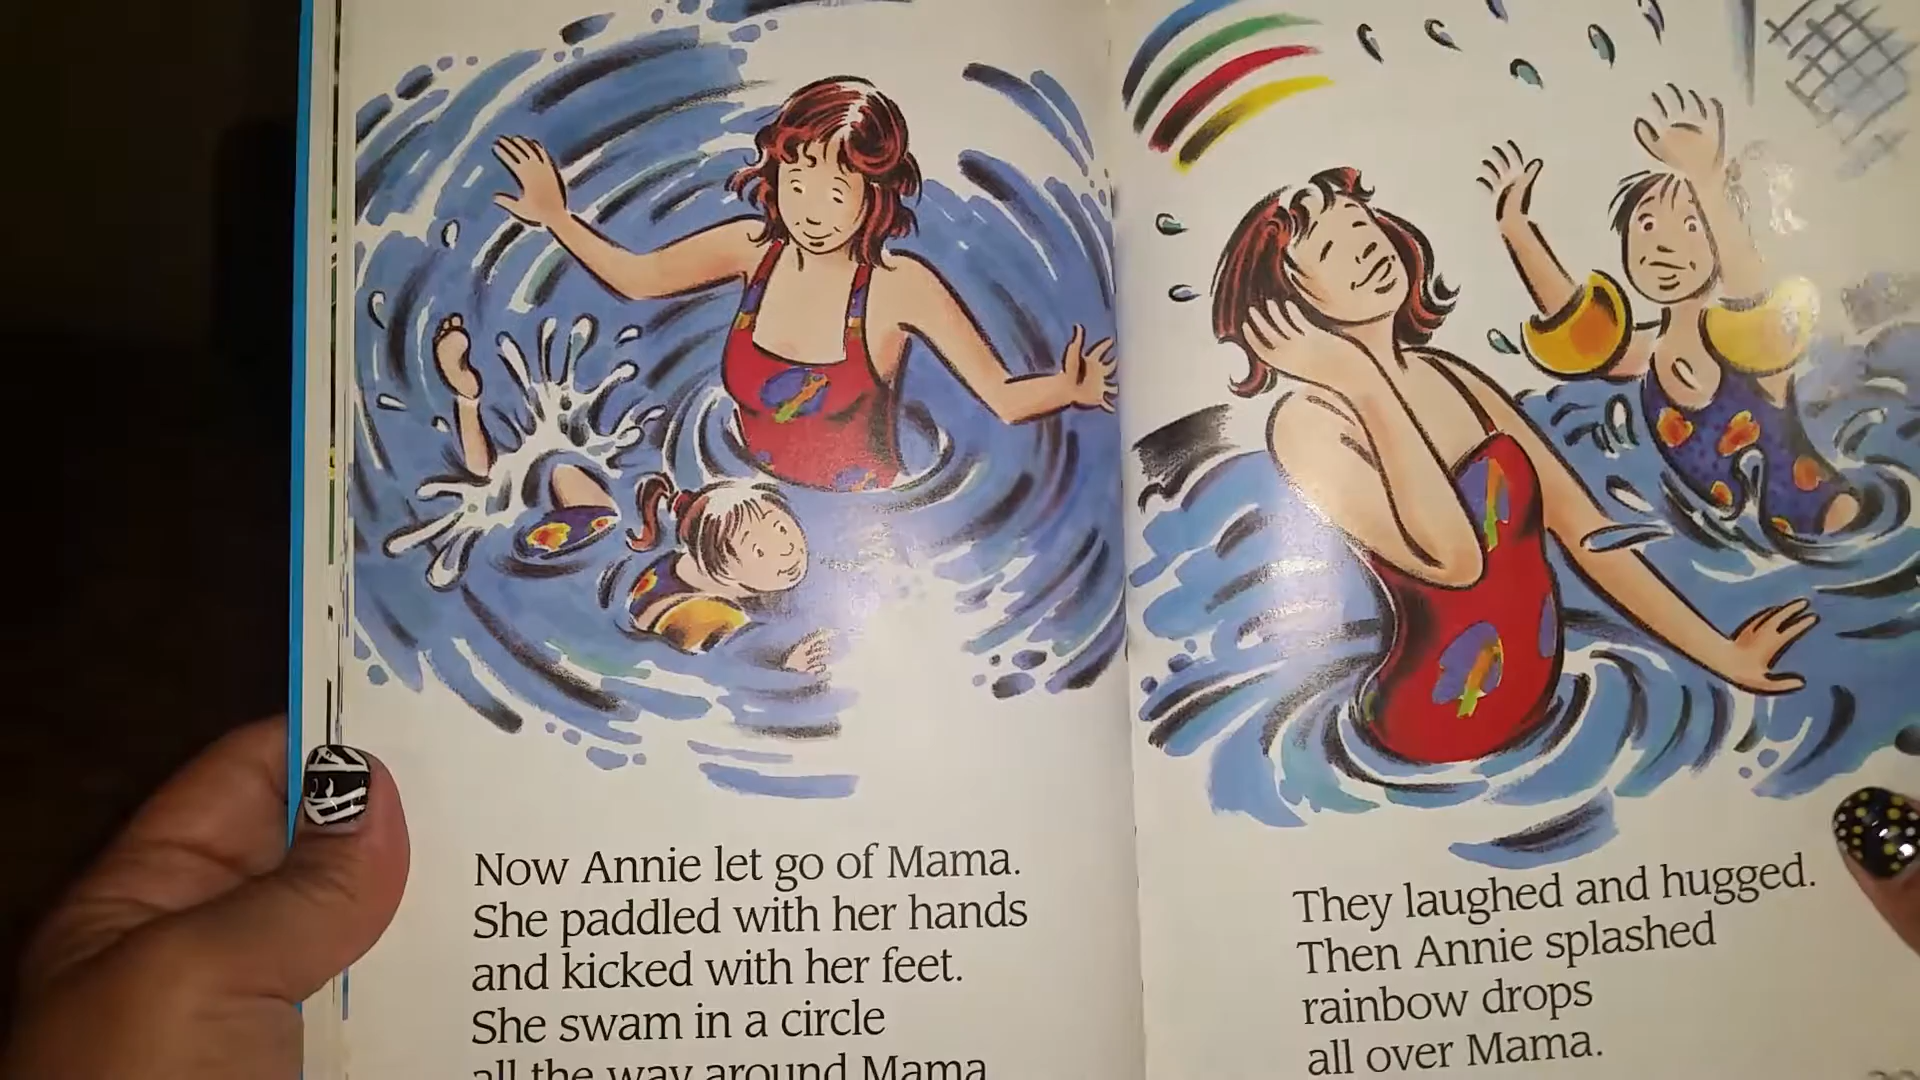 Now Annie let go of Mama.
She paddled with her hands
and kicked with her feet.
She swam in a circle
all the way around Mama
They laughed and hugged.
Then Annie splashed
rainbow drops
all over Mama.